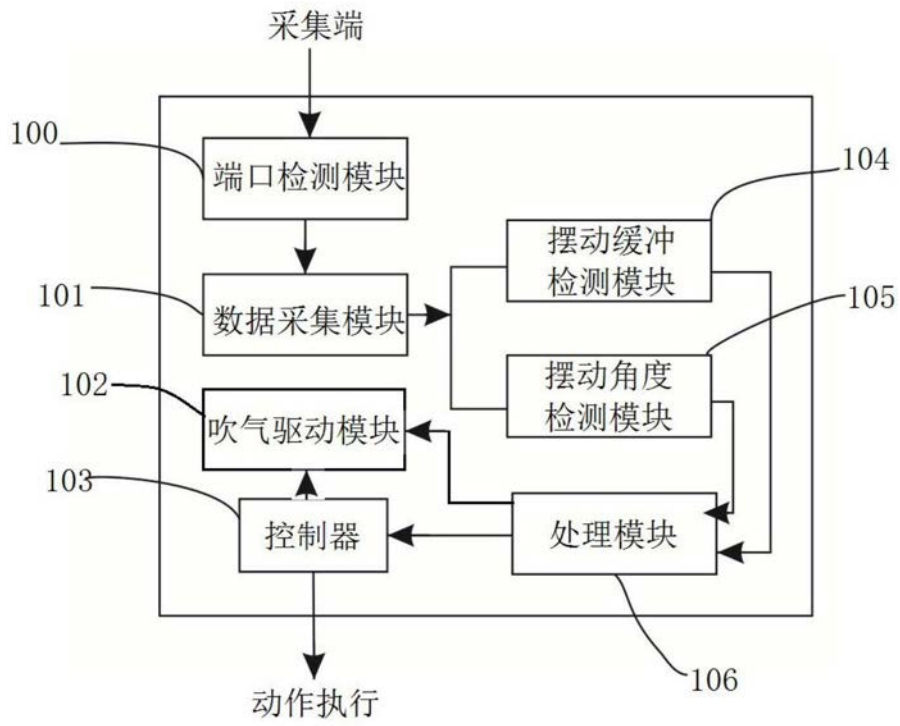 采集端
100
端口检测模块
104
摆动缓冲
检测模块
101
数据采集模块
105
摆动角度
检测模块
102
吹气驱动模块
103
控制器
处理模块
106
动作执行